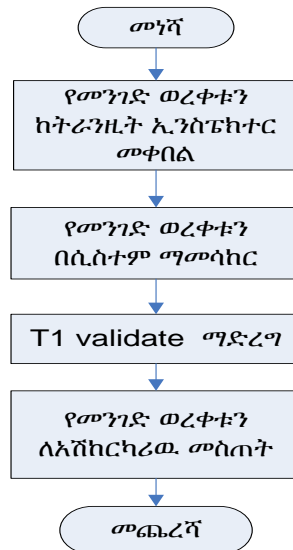 መነሻ
የመንገድ ወረቀቱን
ከትራንዚት ኢንስፔክተር
መቀበል
የመንገድ ወረቀቱን
በሲስተም ማመሳከር
T1 validate ማድረግ
የመንገድ ወረቀቱን
ለአሽከርካሪዉ መስጠት
መጨረሻ